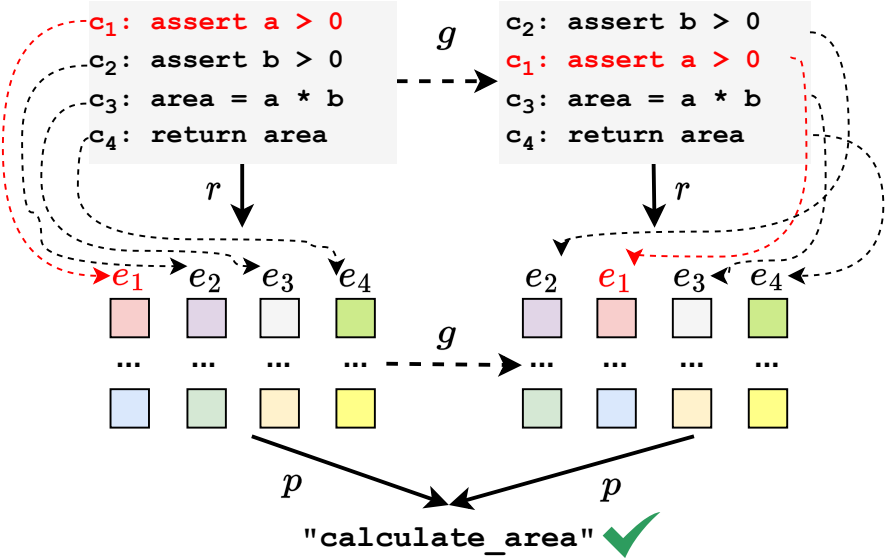 c1: assert a > 0
c2: assert b > 0
c3: area = a * b
c4: return area
g
c2: assert b > 0
c1: assert a > 0
c3: area = a * b
c4: return area
r
r
e1 e2 e3 e4
e2 e1 e3 e4
... ... ... ...
g
... ... ... ...
p
p
"calculate_area"